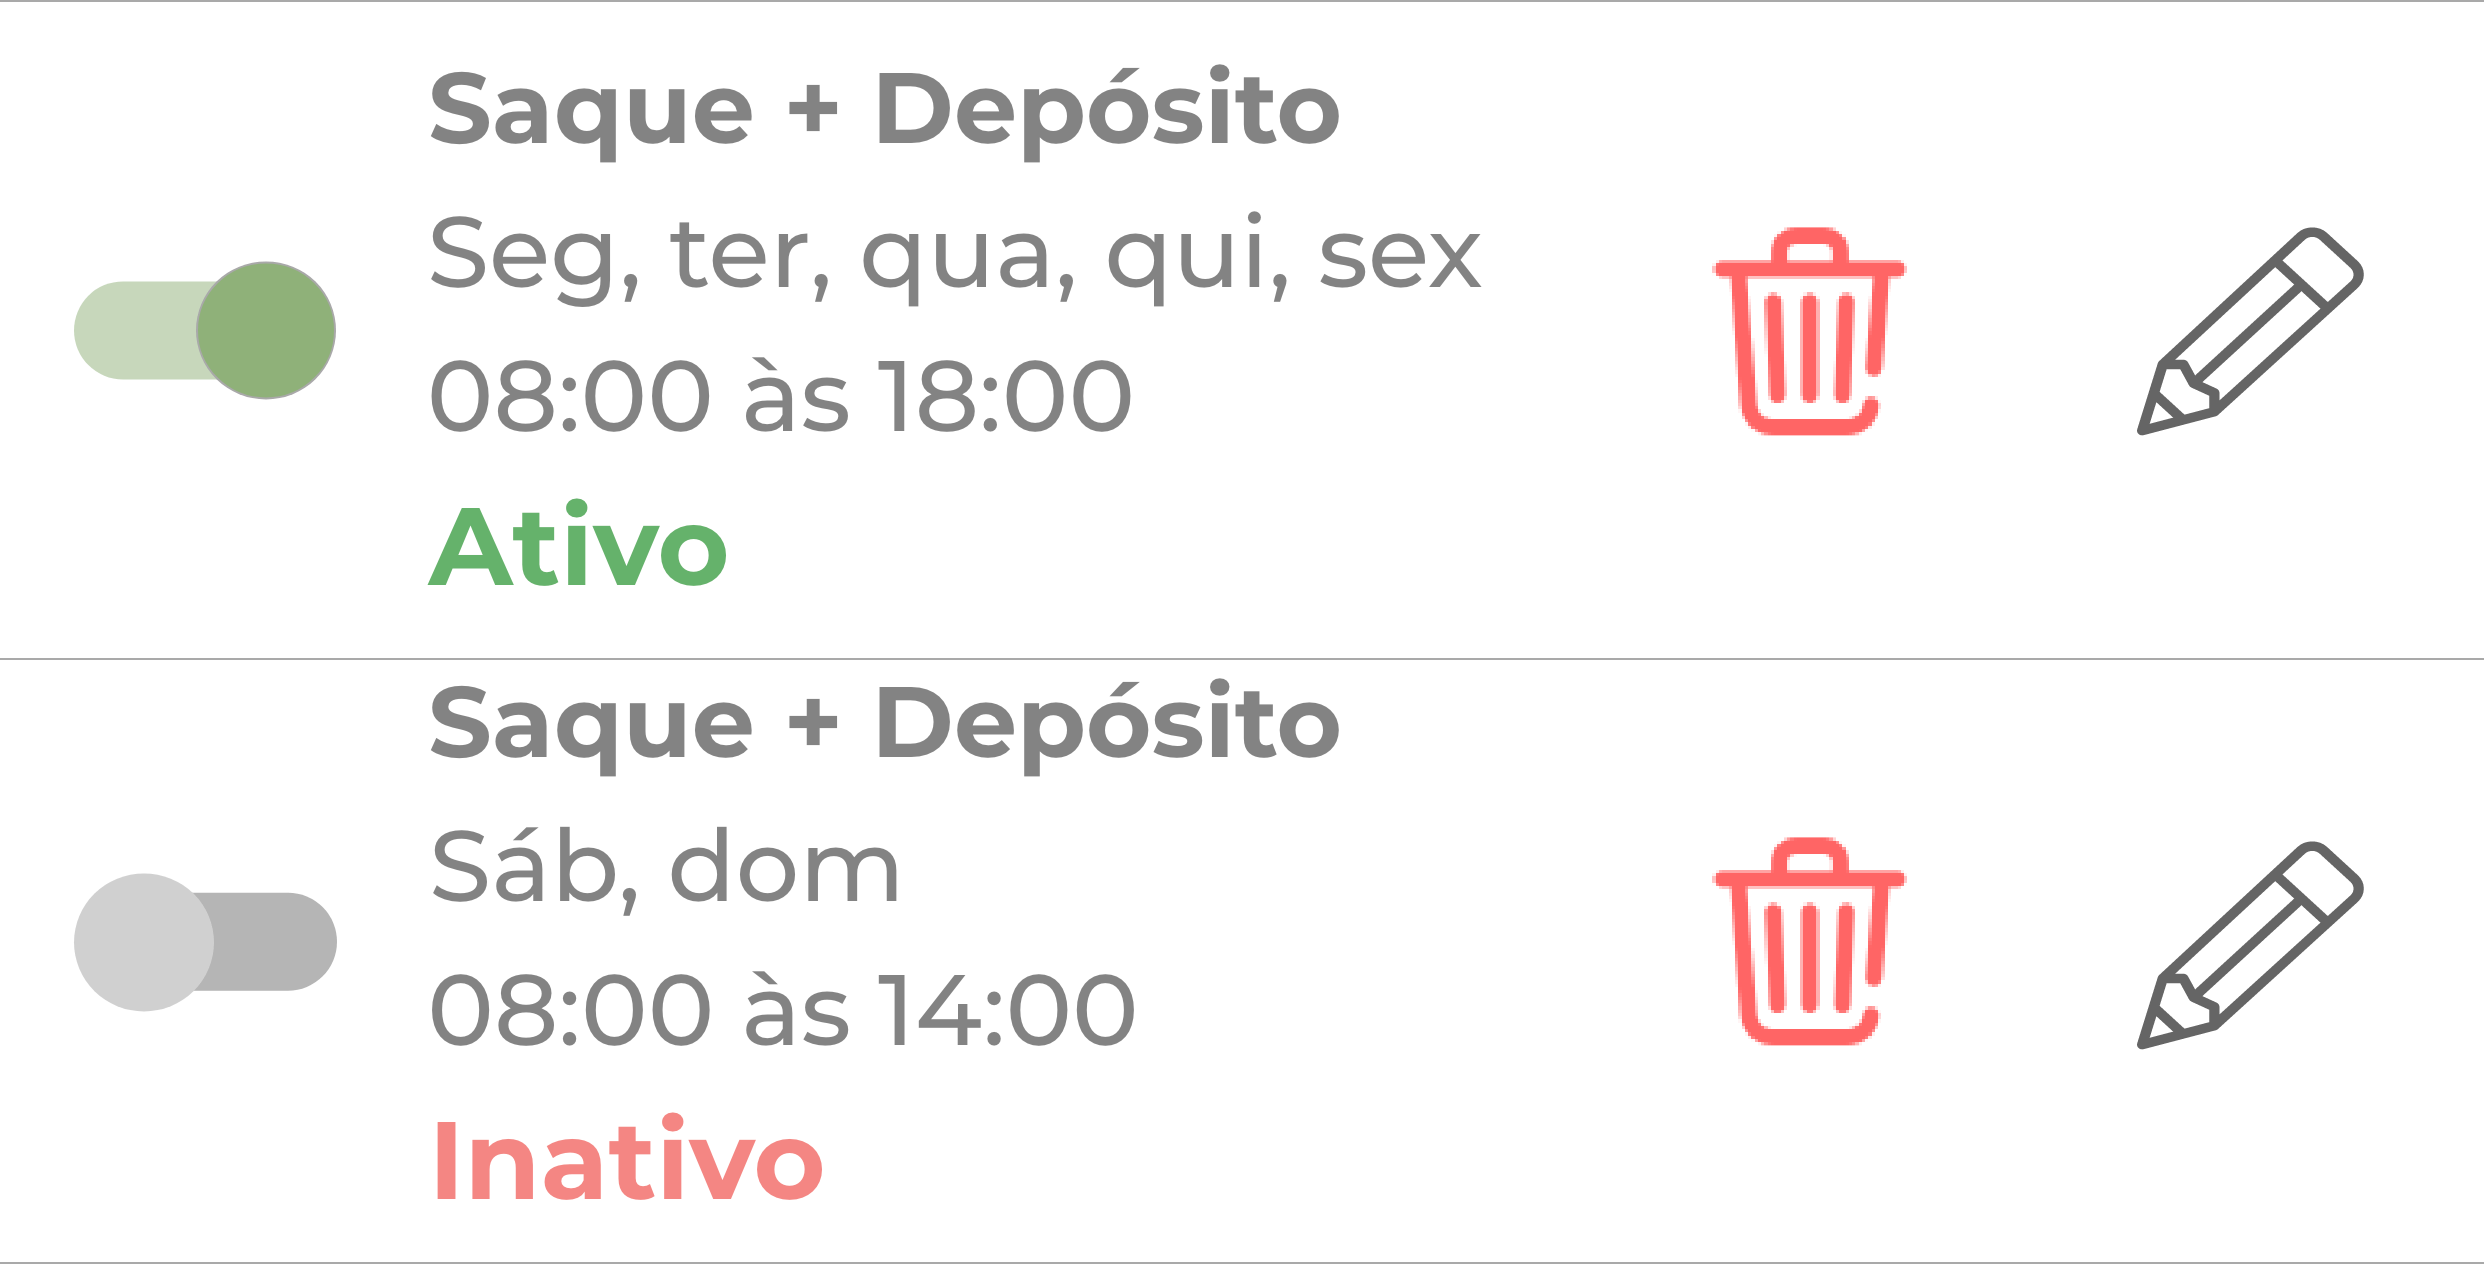 Saque + Depósito
Seg, ter, qua, qui, sex
08:00 às 18:00
Ativo
Saque + Depósito
Sáb, dom
08:00 às 14:00
Inativo